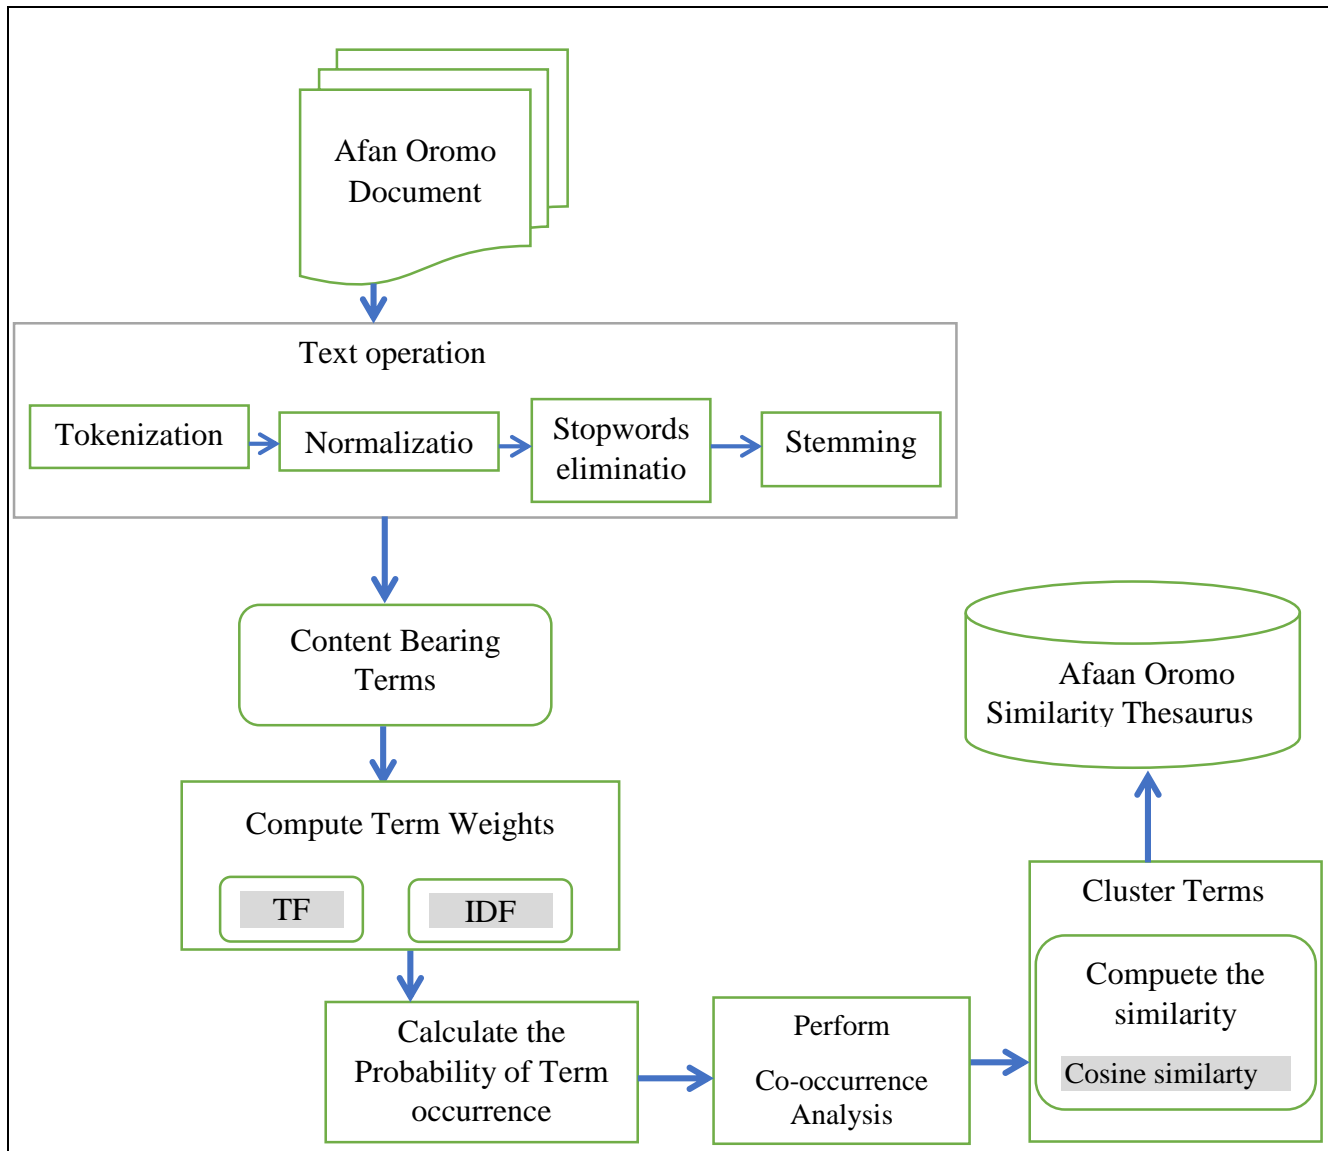 Afan Oromo
Document
Text operation
Tokenization
Normalizatio
Stopwords
eliminatio
Stemming
Content Bearing
Terms
Compute Term Weights
TF
IDF
Calculate the
Probability of Term
occurrence
Perform
Co-occurrence
Analysis
Cluster Terms
Compuete the
similarity
Cosine similarty
Afaan Oromo
Similarity Thesaurus